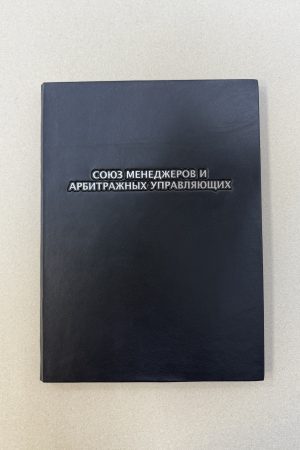 СОЮЗ МЕНЕДЖЕРОВ И
АРБИТРАЖНЫХ УПРАВЛЯЮЩИХ